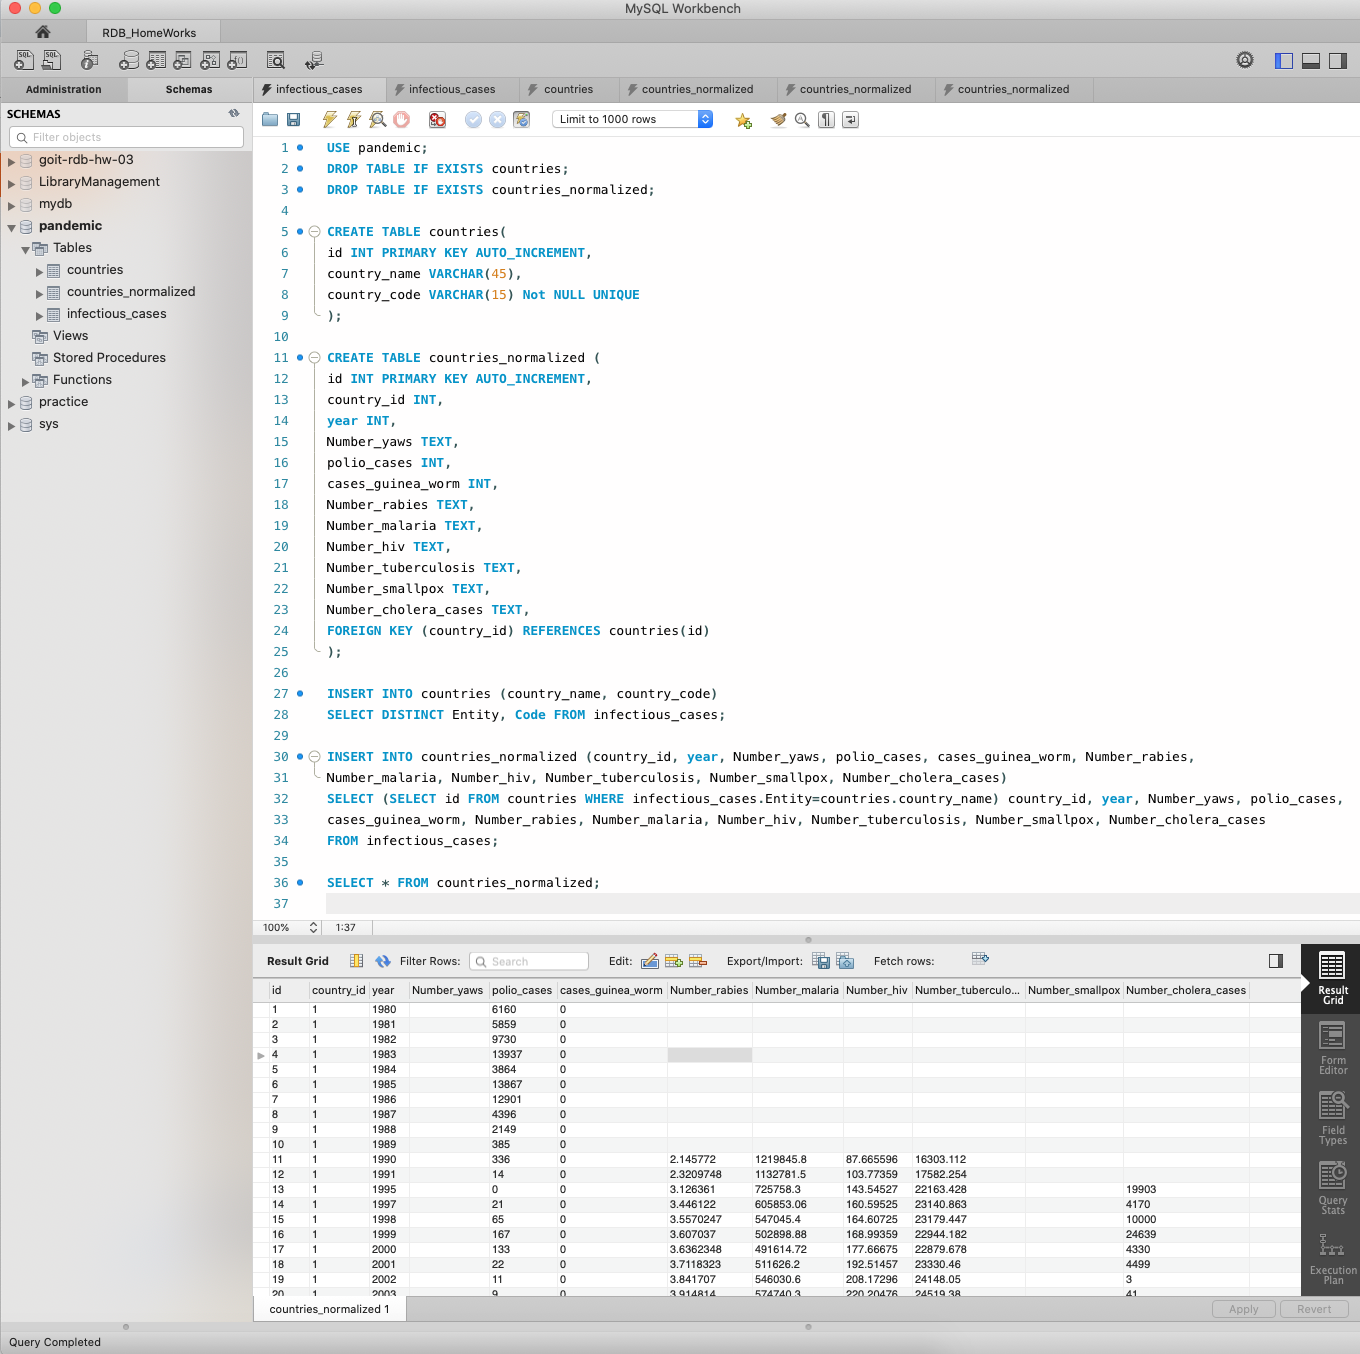 MySQL Workbench
RDB_HomeWorks
Administration
Schemas
infectious_cases
infectious_cases
countries
countries_normalized
countries_normalized
countries_normalized
SCHEMAS
Filter objects
goit-rdb-hw-03
LibraryManagement
mydb
pandemic
Tables
countries
countries_normalized
infectious_cases
Views
Stored Procedures
Functions
practice
sys
Limit to 1000 rows
1 USE pandemic;
2 DROP TABLE IF EXISTS countries;
3 DROP TABLE IF EXISTS countries_normalized;
4
5 CREATE TABLE countries(
6 id INT PRIMARY KEY AUTO_INCREMENT,
7 country_name VARCHAR(45),
8 country_code VARCHAR(15) Not NULL UNIQUE
9 );
10
11 CREATE TABLE countries_normalized (
12 id INT PRIMARY KEY AUTO_INCREMENT,
13 country_id INT,
14 year INT,
15 Number_yaws TEXT,
16 polio_cases INT,
17 cases_guinea_worm INT,
18 Number_rabies TEXT,
19 Number_malaria TEXT,
20 Number_hiv TEXT,
21 Number_tuberculosis TEXT,
22 Number_smallpox TEXT,
23 Number_cholera_cases TEXT,
24 FOREIGN KEY (country_id) REFERENCES countries(id)
25 );
26
27 INSERT INTO countries (country_name, country_code)
28 SELECT DISTINCT Entity, Code FROM infectious_cases;
29
30 INSERT INTO countries_normalized (country_id, year, Number_yaws, polio_cases, cases_guinea_worm, Number_rabies,
31 Number_malaria, Number_hiv, Number_tuberculosis, Number_smallpox, Number_cholera_cases)
32 SELECT (SELECT id FROM countries WHERE infectious_cases.Entity=countries.country_name) country_id, year, Number_yaws, polio_cases,
33 cases_guinea_worm, Number_rabies, Number_malaria, Number_hiv, Number_tuberculosis, Number_smallpox, Number_cholera_cases
34 FROM infectious_cases;
35
36 SELECT * FROM countries_normalized;
37
100% 1:37
Result Grid Filter Rows: Search Edit: Export/Import: Fetch rows:
id country_id year Number_yaws polio_cases cases_guinea_worm Number_rabies Number_malaria Number_hiv Number_tuberculo... Number_smallpox Number_cholera_cases
1 1 1980 6160 0
2 1 1981 5859 0
3 1 1982 9730 0
4 1 1983 13937 0
5 1 1984 3864 0
6 1 1985 13867 0
7 1 1986 12901 0
8 1 1987 4396 0
9 1 1988 2149 0
10 1 1989 385 0
11 1 1990 336 0 2.145772 1219845.8 87.665596 16303.112
12 1 1991 14 0 2.3209748 1132781.5 103.77359 17582.254
13 1 1995 0 0 3.126361 725758.3 143.54527 22163.428 19903
14 1 1997 21 0 3.446122 605853.06 160.59525 23140.863 4170
15 1 1998 65 0 3.5570247 547045.4 164.60725 23179.447 10000
16 1 1999 167 0 3.607037 502898.88 168.99359 22944.182 24639
17 1 2000 133 0 3.6362348 491614.72 177.66675 22879.678 4330
18 1 2001 22 0 3.7118323 511626.2 192.51457 23330.46 4499
19 1 2002 11 0 3.841707 546030.6 208.17296 24148.05 3
20 1 2003 9 0 3.914814 574740.3 220.20476 24519.38 41
Result
Grid
Form
Editor
Field
Types
Query
Stats
Execution
Plan
countries_normalized 1
Apply Revert
Query Completed